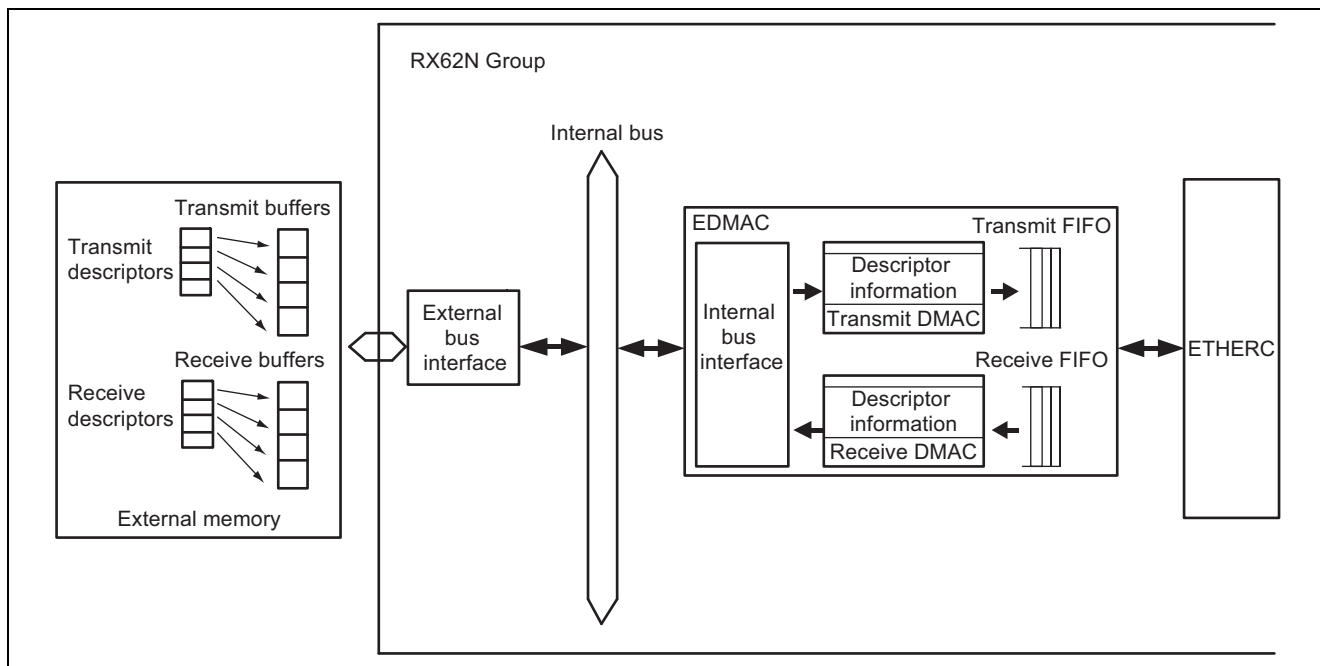 RX62N Group
Internal bus
Transmit buffers
Transmit
descriptors
Receive buffers
Receive
descriptors
External memory
External
bus
interface
EDMAC
Internal
bus
interface
Transmit FIFO
Descriptor
information
Transmit DMAC
Receive FIFO
Descriptor
information
Receive DMAC
ETHERC